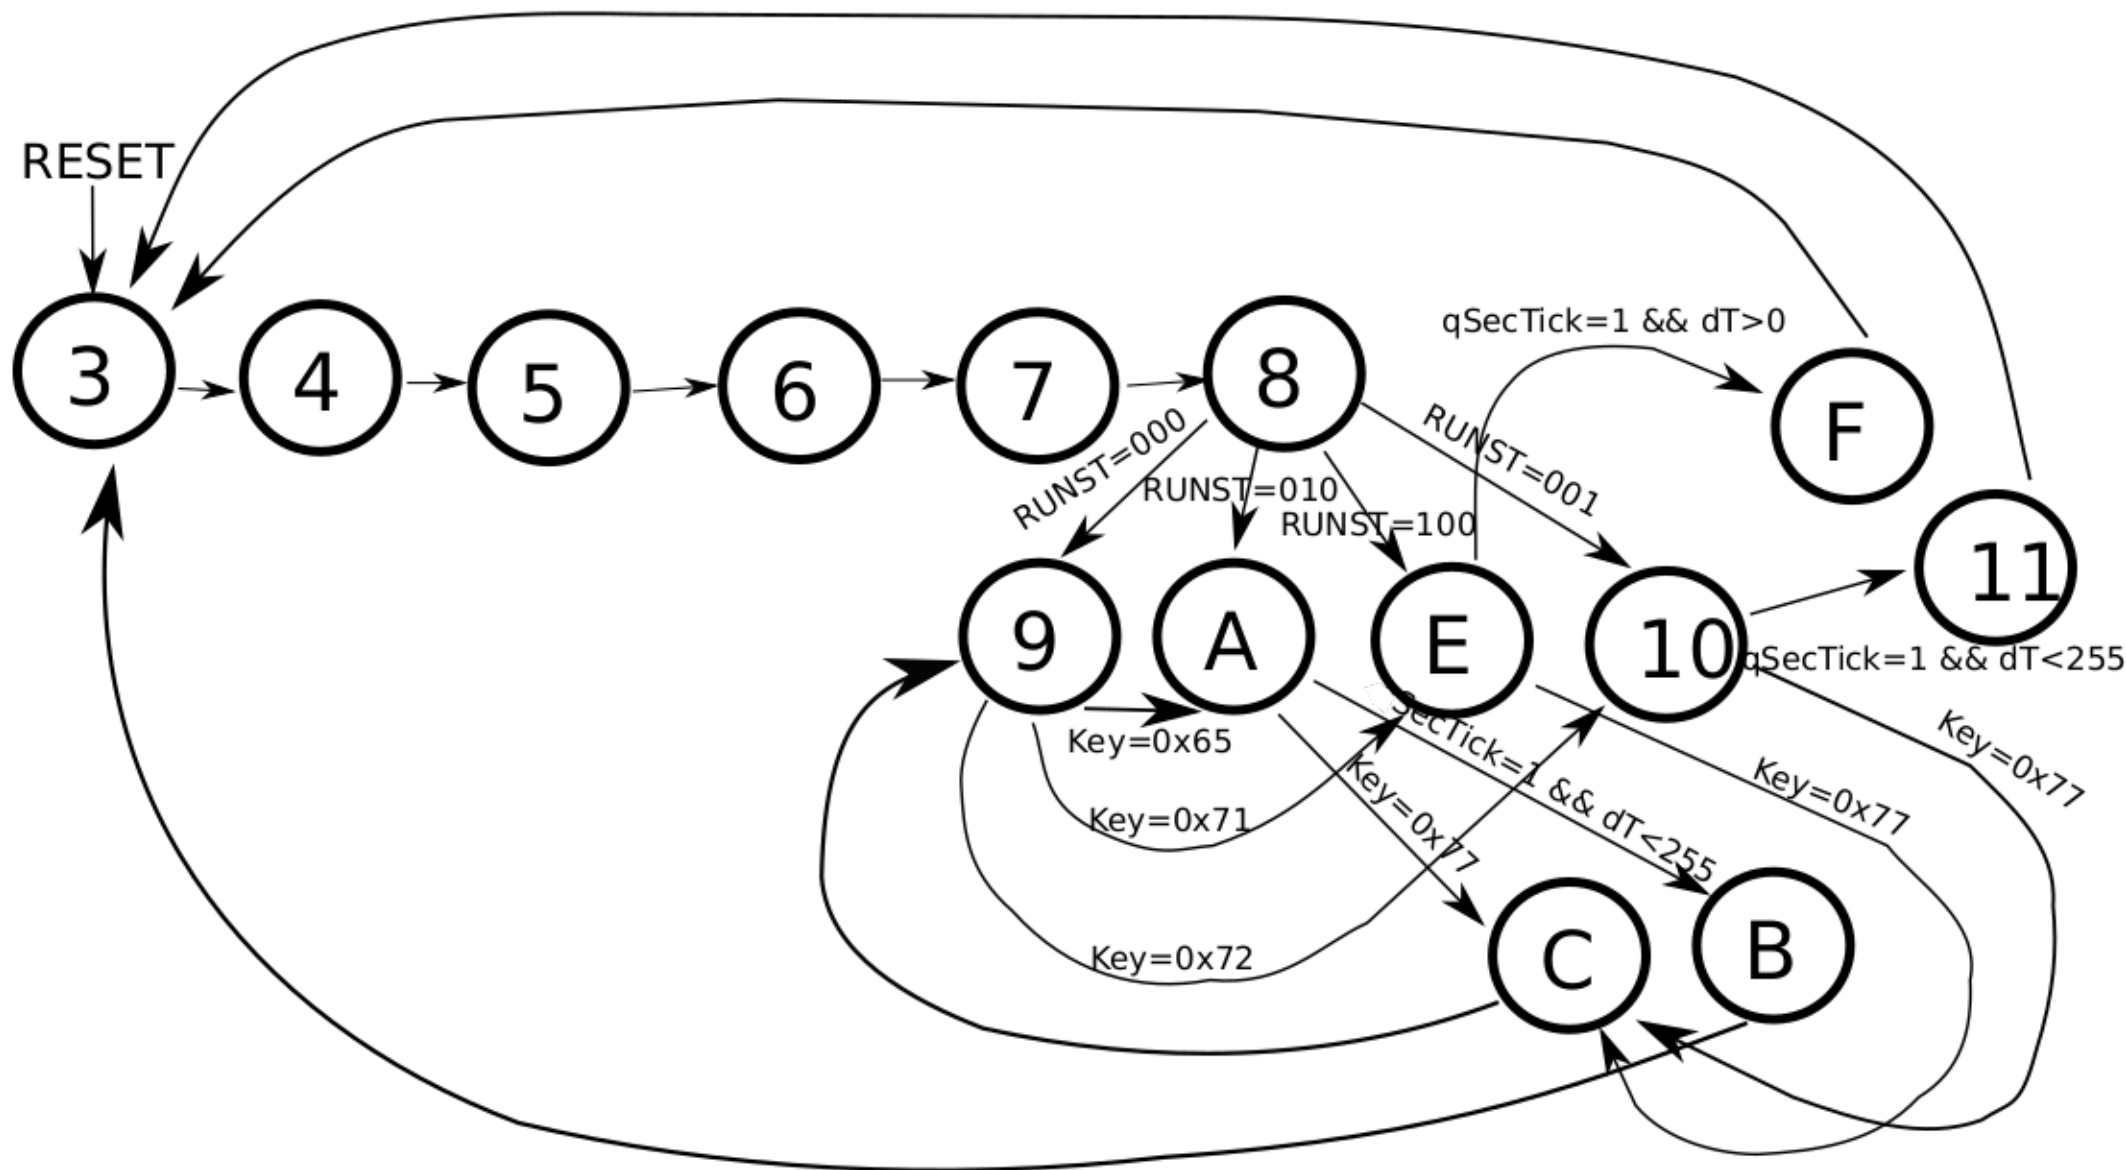 RESET
3
4
5
6
7
8
qSecTick=1 && dT>0
F
RUNST=000
RUNST=010
RUNST=100
RUNST=001
9
A
E
10
11
qSecTick=1 && dT<255
Key=0x65
SecTick=1 && dT<255
Key=0x77
Key=0x77
Key=0x77
Key=0x71
Key=0x72
C
B